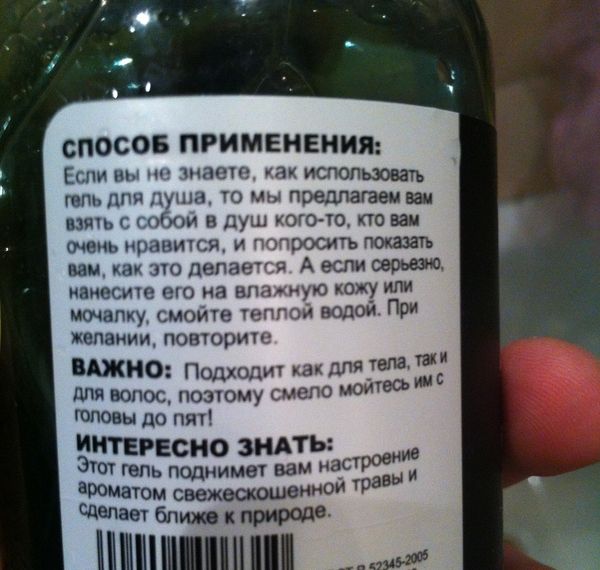 СПОСОБ ПРИМЕНЕНИЯ:
Если вы не знаете, как использовать
гель для душа, то мы предлагаем вам
взять с собой в душ кого-то, кто вам
очень нравится, и попросить показать
вам, как это делается. А если серьезно,
нанесите его на влажную кожу или
мочалку, смойте теплой водой. При
желании, повторите.
ВАЖНО: Подходит как для тела, так и
для волос, поэтому смело мойтесь им с
головы до пят!
ИНТЕРЕСНО ЗНАТЬ:
Этот гель поднимет вам настроение
ароматом свежескошенной травы и
сделает ближе к природе.
Р 52345-2005